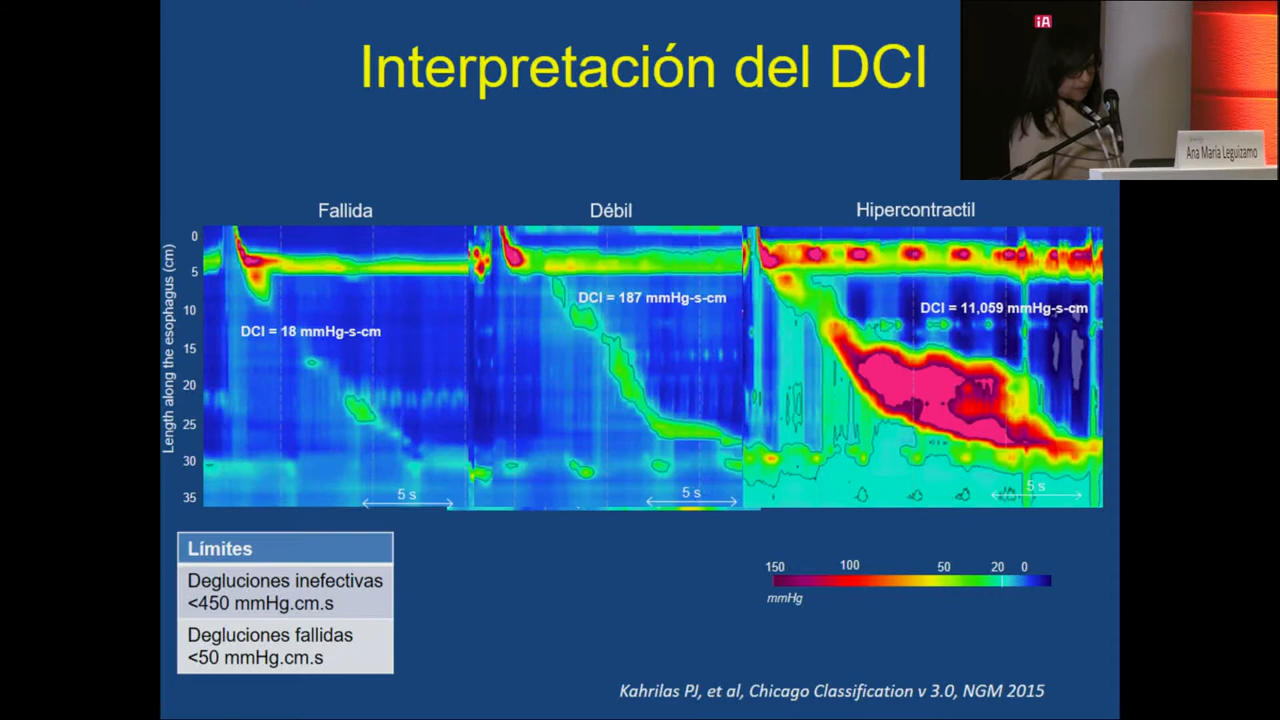 Interpretación del DCI
iA
Ana Maria Leguizamo
Fallida
Débil
Hipercontractil
Length along the esophagus (cm)
0
5
10
15
20
25
30
35
DCI = 18 mmHg-s-cm
DCI = 187 mmHg-s-cm
DCI = 11,059 mmHg-s-cm
5 s
5 s
5 s
Límites
Degluciones inefectivas
<450 mmHg.cm.s
Degluciones fallidas
<50 mmHg.cm.s
150 100 50 20 0
mmHg
Kahrilas PJ, et al, Chicago Classification v 3.0, NGM 2015